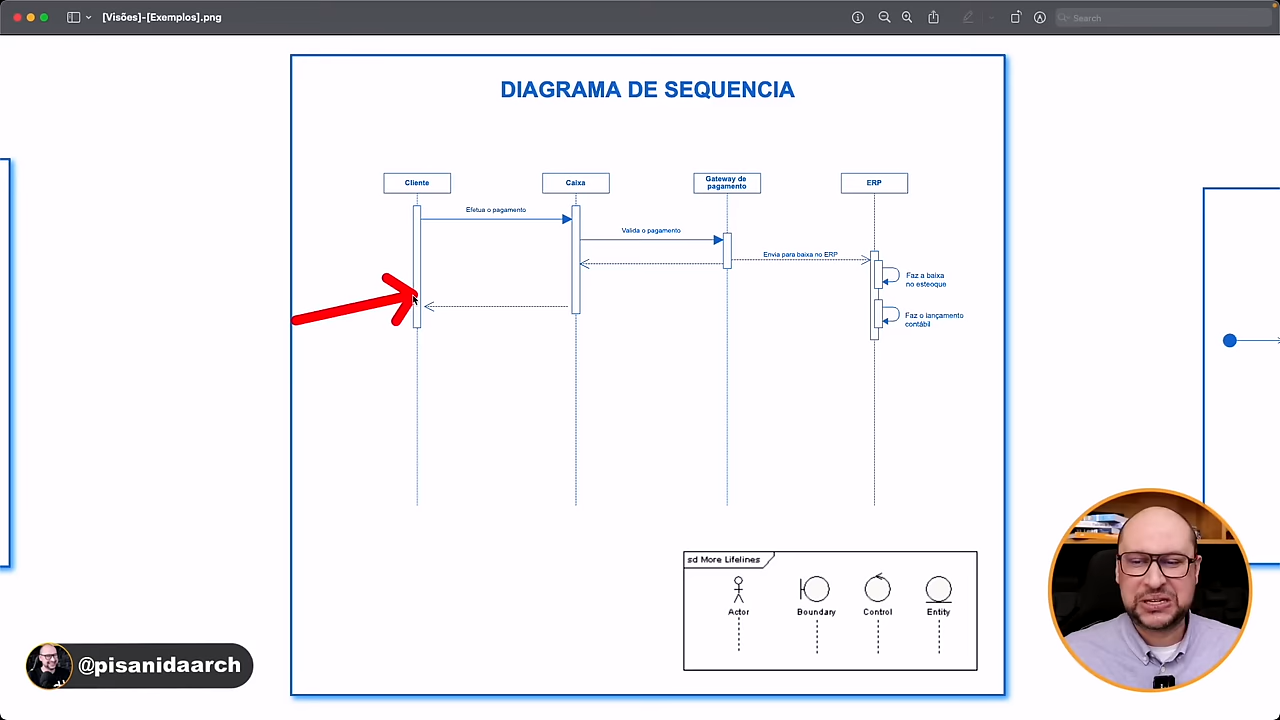 [Visões]-[Exemplos].png
Search
DIAGRAMA DE SEQUENCIA
Cliente
Caixa
Gateway de
pagamento
ERP
Efetua o pagamento
Valida o pagamento
Envia para baixa no ERP
Faz a baixa
no esteoque
Faz o lançamento
contábil
sd More Lifelines
Actor
Boundary
Control
Entity
@pisanidaarch